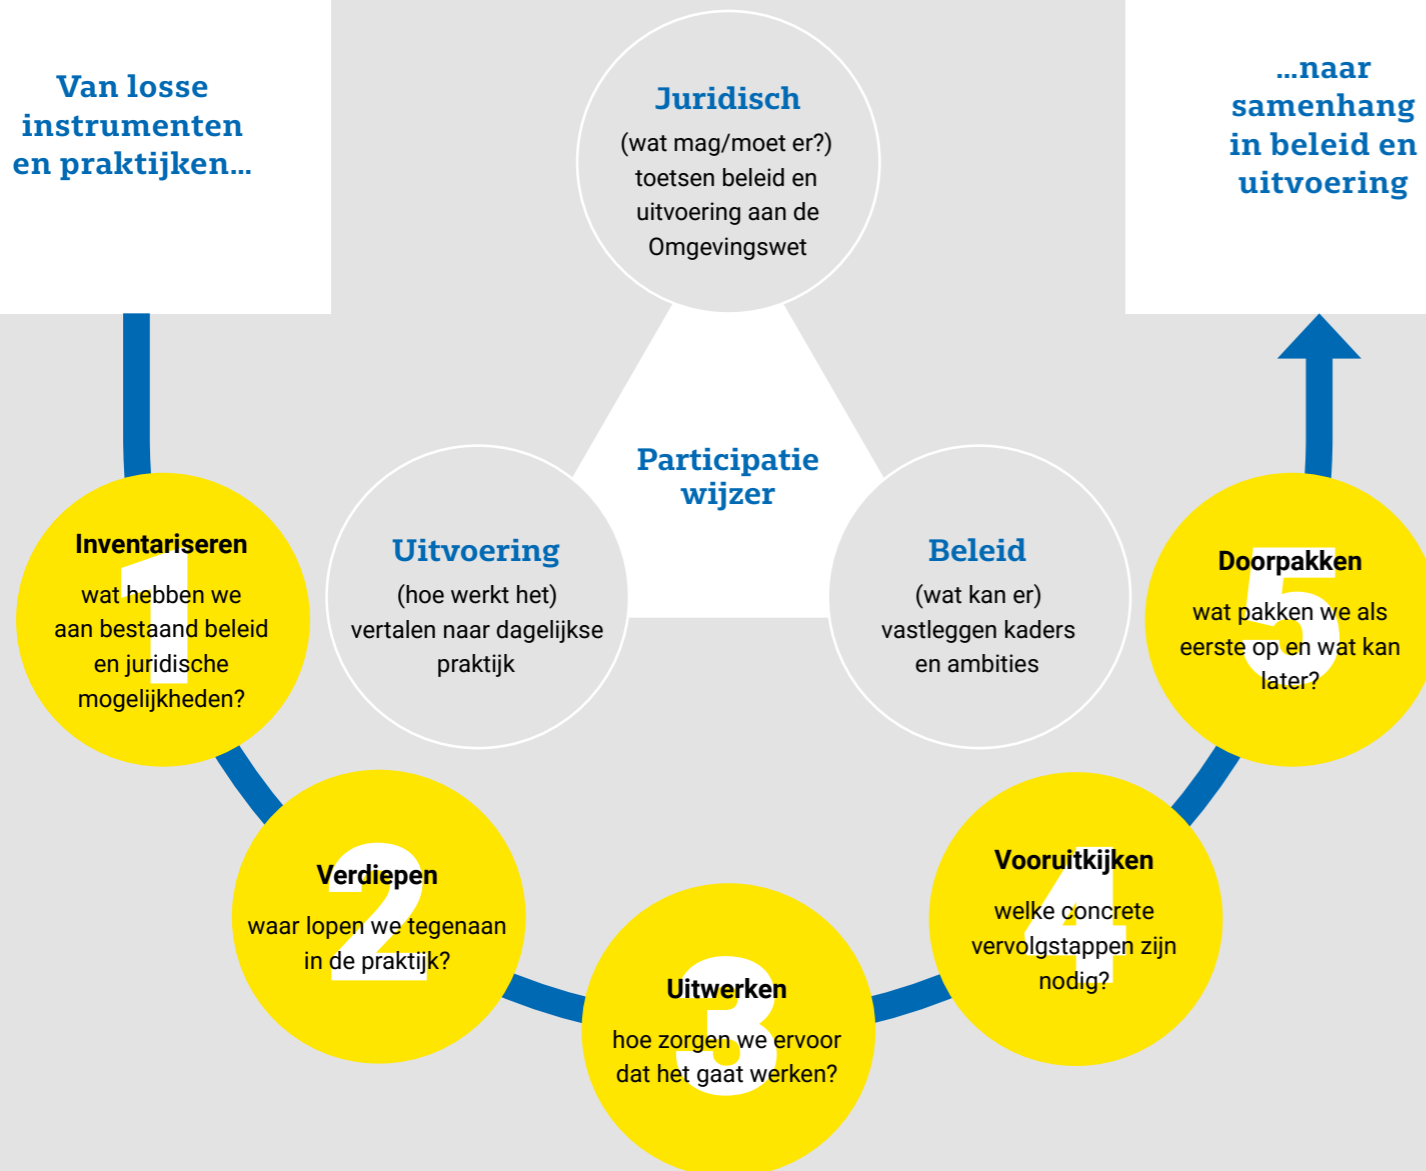 Van losse
instrumenten
en praktijken...
...naar
samenhang
in beleid en
uitvoering
Juridisch
(wat mag/moet er?)
toetsen beleid en
uitvoering aan de
Omgevingswet
Participatie
wijzer
Uitvoering
(hoe werkt het)
vertalen naar dagelijkse
praktijk
Beleid
(wat kan er)
vastleggen kaders
en ambities
1
Inventariseren
wat hebben we
aan bestaand beleid
en juridische
mogelijkheden?
2
Verdiepen
waar lopen we tegenaan
in de praktijk?
3
Uitwerken
hoe zorgen we ervoor
dat het gaat werken?
4
Vooruitkijken
welke concrete
vervolgstappen zijn
nodig?
5
Doorpakken
wat pakken we als
eerste op en wat kan
later?